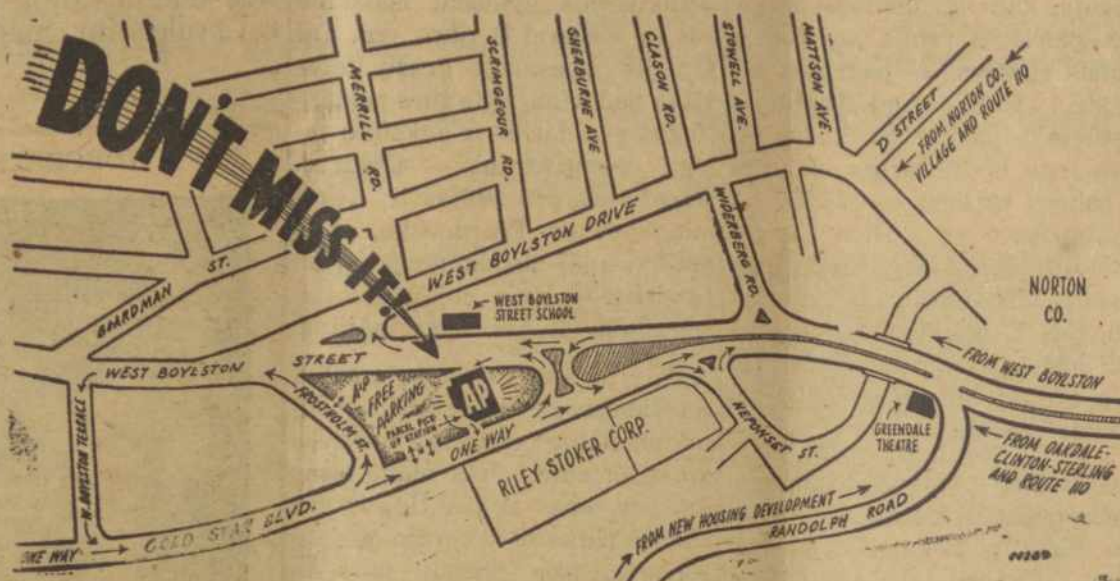 DON'T MISS IT!
MERRILL RD.
SCRIMGEOUR RD.
SHERBURNE AVE
CLASON RD.
STOWELL AVE.
MATTSON AVE.
D STREET
FROM NORTON CO.
VILLAGE AND ROUTE 110
WEST BOYLSTON DRIVE
WIDERBERG RD.
BOARDMAN ST.
WEST BOYLSTON
STREET SCHOOL
NORTON
CO.
WEST BOYLSTON STREET
FROM WEST BOYLSTON
A&P
FREE
PARKING
PARCEL PICK
UP STATION
A&P
FROSTHOLM ST.
ONE WAY
W. BOYLSTON TERRACE
RILEY STOKER CORP.
NEPONSET ST.
GREENDALE
THEATRE
FROM OAKDALE-
CLINTON-STERLING
AND ROUTE 110
FROM NEW HOUSING DEVELOPMENT
RANDOLPH ROAD
ONE WAY
GOLD STAR BLVD.